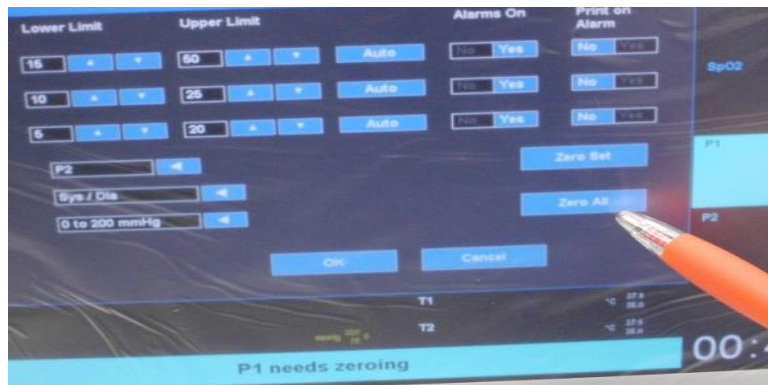 Lower Limit Upper Limit Alarms On Print on Alarm
15 50 Auto No Yes No Yes
10 25 Auto No Yes No Yes
5 20 Auto No Yes No Yes
SpO2
P2 Zero Set
P1
Sys / Dia Zero All
P2
0 to 200 mmHg
OK Cancel
T1 °C
T2 °C
P1 needs zeroing
00: